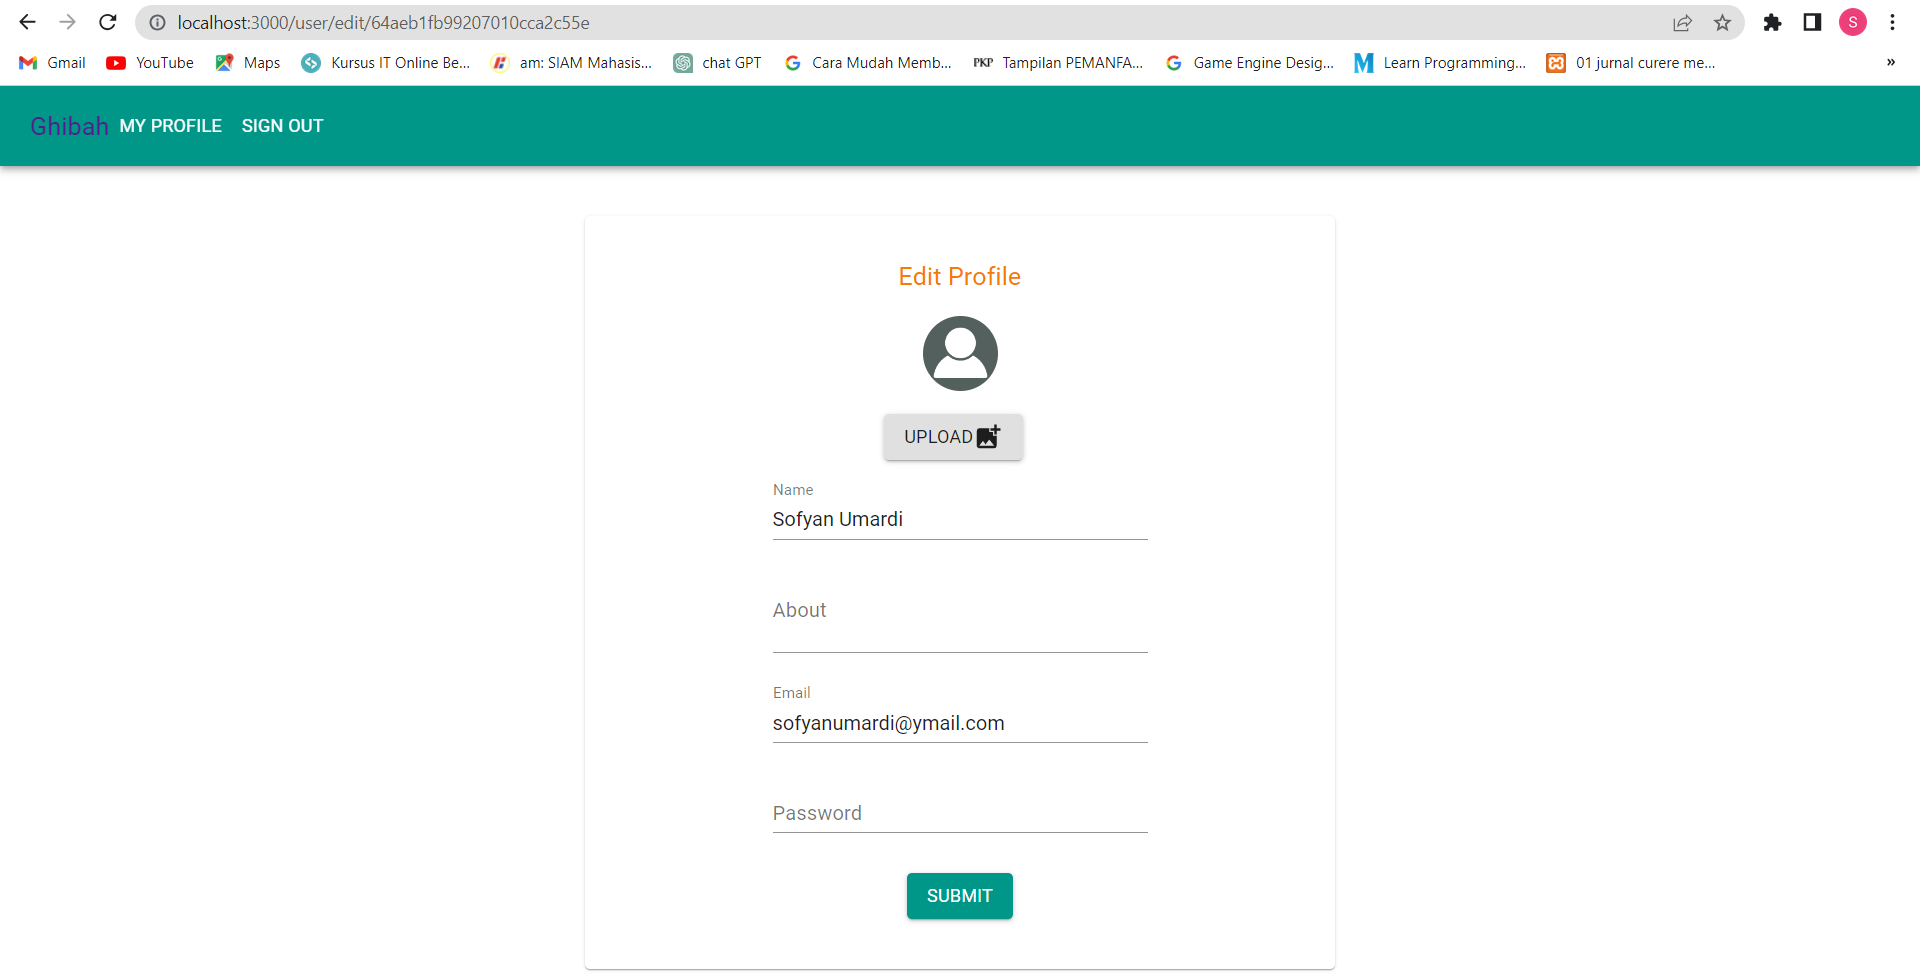 localhost:3000/user/edit/64aeb1fb99207010cca2c55e
S
Gmail YouTube Maps Kursus IT Online Be... am: SIAM Mahasis... chat GPT Cara Mudah Memb... PKP Tampilan PEMANFA... Game Engine Desig... Learn Programming,... 01 jurnal curere me... »
Ghibah MY PROFILE SIGN OUT
Edit Profile
UPLOAD
Name
Sofyan Umardi
About
Email
sofyanumardi@ymail.com
Password
SUBMIT